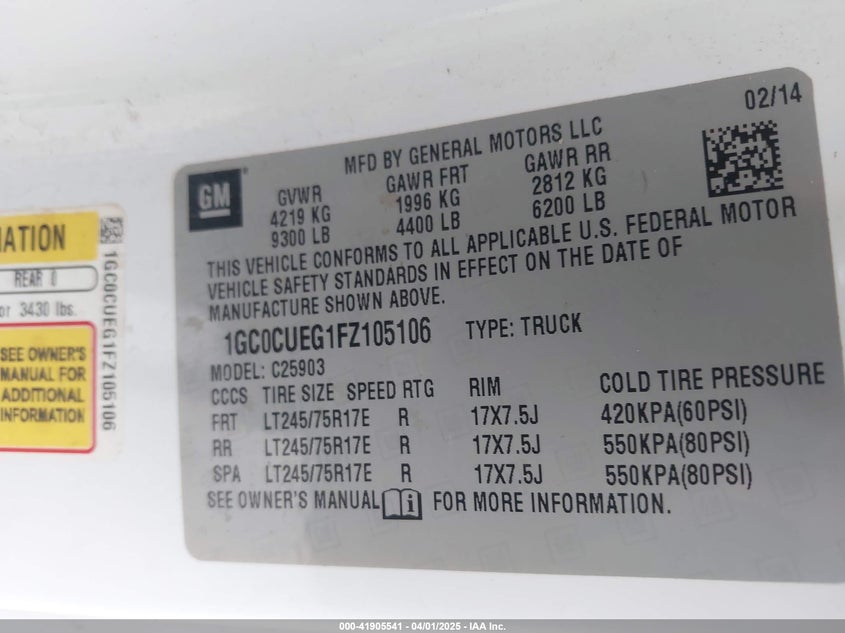 02/14
MFD BY GENERAL MOTORS LLC
GM
GVWR GAWR FRT GAWR RR
4219 KG 1996 KG 2812 KG
9300 LB 4400 LB 6200 LB
THIS VEHICLE CONFORMS TO ALL APPLICABLE U.S. FEDERAL MOTOR
VEHICLE SAFETY STANDARDS IN EFFECT ON THE DATE OF
MANUFACTURE SHOWN ABOVE.
1GC0CUEG1FZ105106 TYPE: TRUCK
MODEL: C25903
CCCS TIRE SIZE SPEED RTG RIM COLD TIRE PRESSURE
FRT LT245/75R17E R 17X7.5J 420KPA(60PSI)
RR LT245/75R17E R 17X7.5J 550KPA(80PSI)
SPA LT245/75R17E R 17X7.5J 550KPA(80PSI)
SEE OWNER'S MANUAL i FOR MORE INFORMATION.
MATION
REAR 0
or 3430 lbs.
SEE OWNER'S
MANUAL FOR
ADDITIONAL
INFORMATION
1GC0CUEG1FZ105106
000-41905541 - 04/01/2025 - IAA Inc.